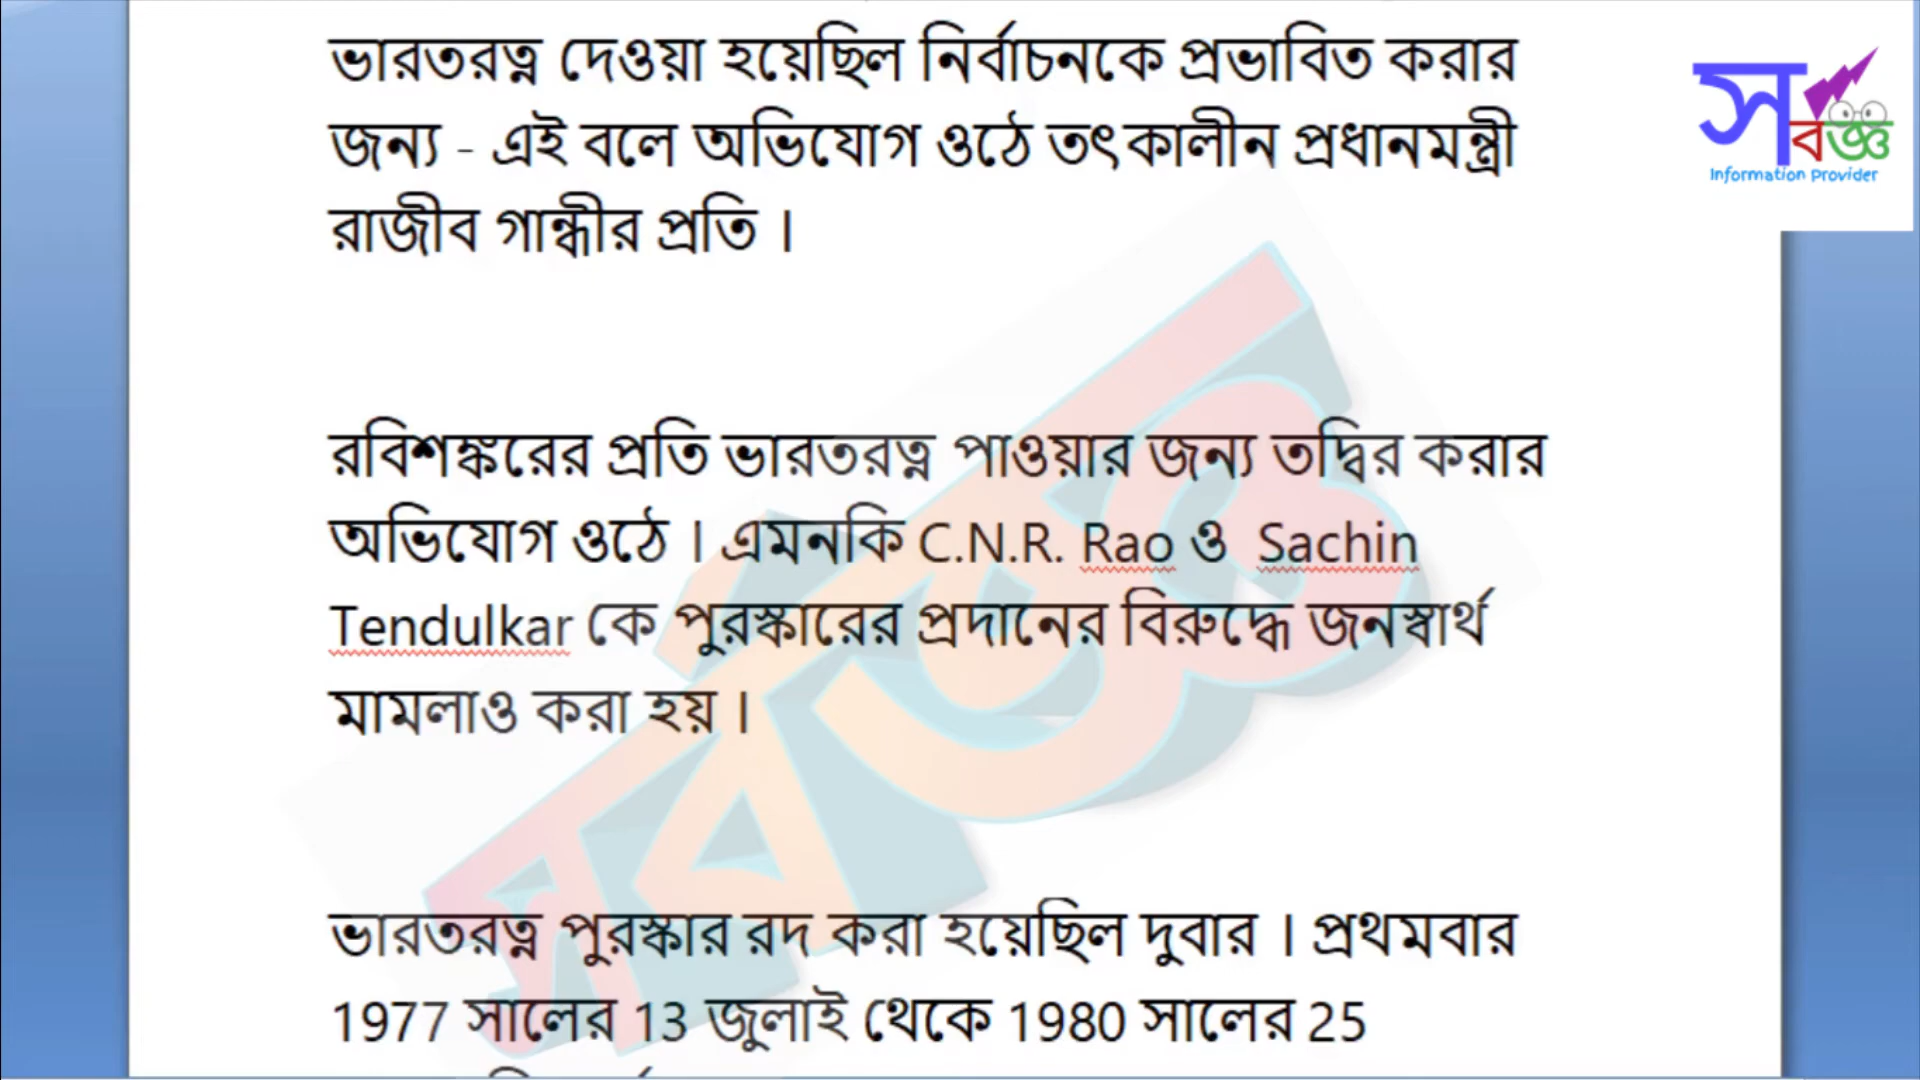 ভারতরত্ন দেওয়া হয়েছিল নির্বাচনকে প্রভাবিত করার
জন্য - এই বলে অভিযোগ ওঠে তৎকালীন প্রধানমন্ত্রী
রাজীব গান্ধীর প্রতি ।
রবিশঙ্করের প্রতি ভারতরত্ন পাওয়ার জন্য তদ্বির করার
অভিযোগ ওঠে । এমনকি C.N.R. Rao ও Sachin
Tendulkar কে পুরস্কারের প্রদানের বিরুদ্ধে জনস্বার্থ
মামলাও করা হয় ।
ভারতরত্ন পুরস্কার রদ করা হয়েছিল দুবার । প্রথমবার
1977 সালের 13 জুলাই থেকে 1980 সালের 25
সবজ্ঞ
Information Provider